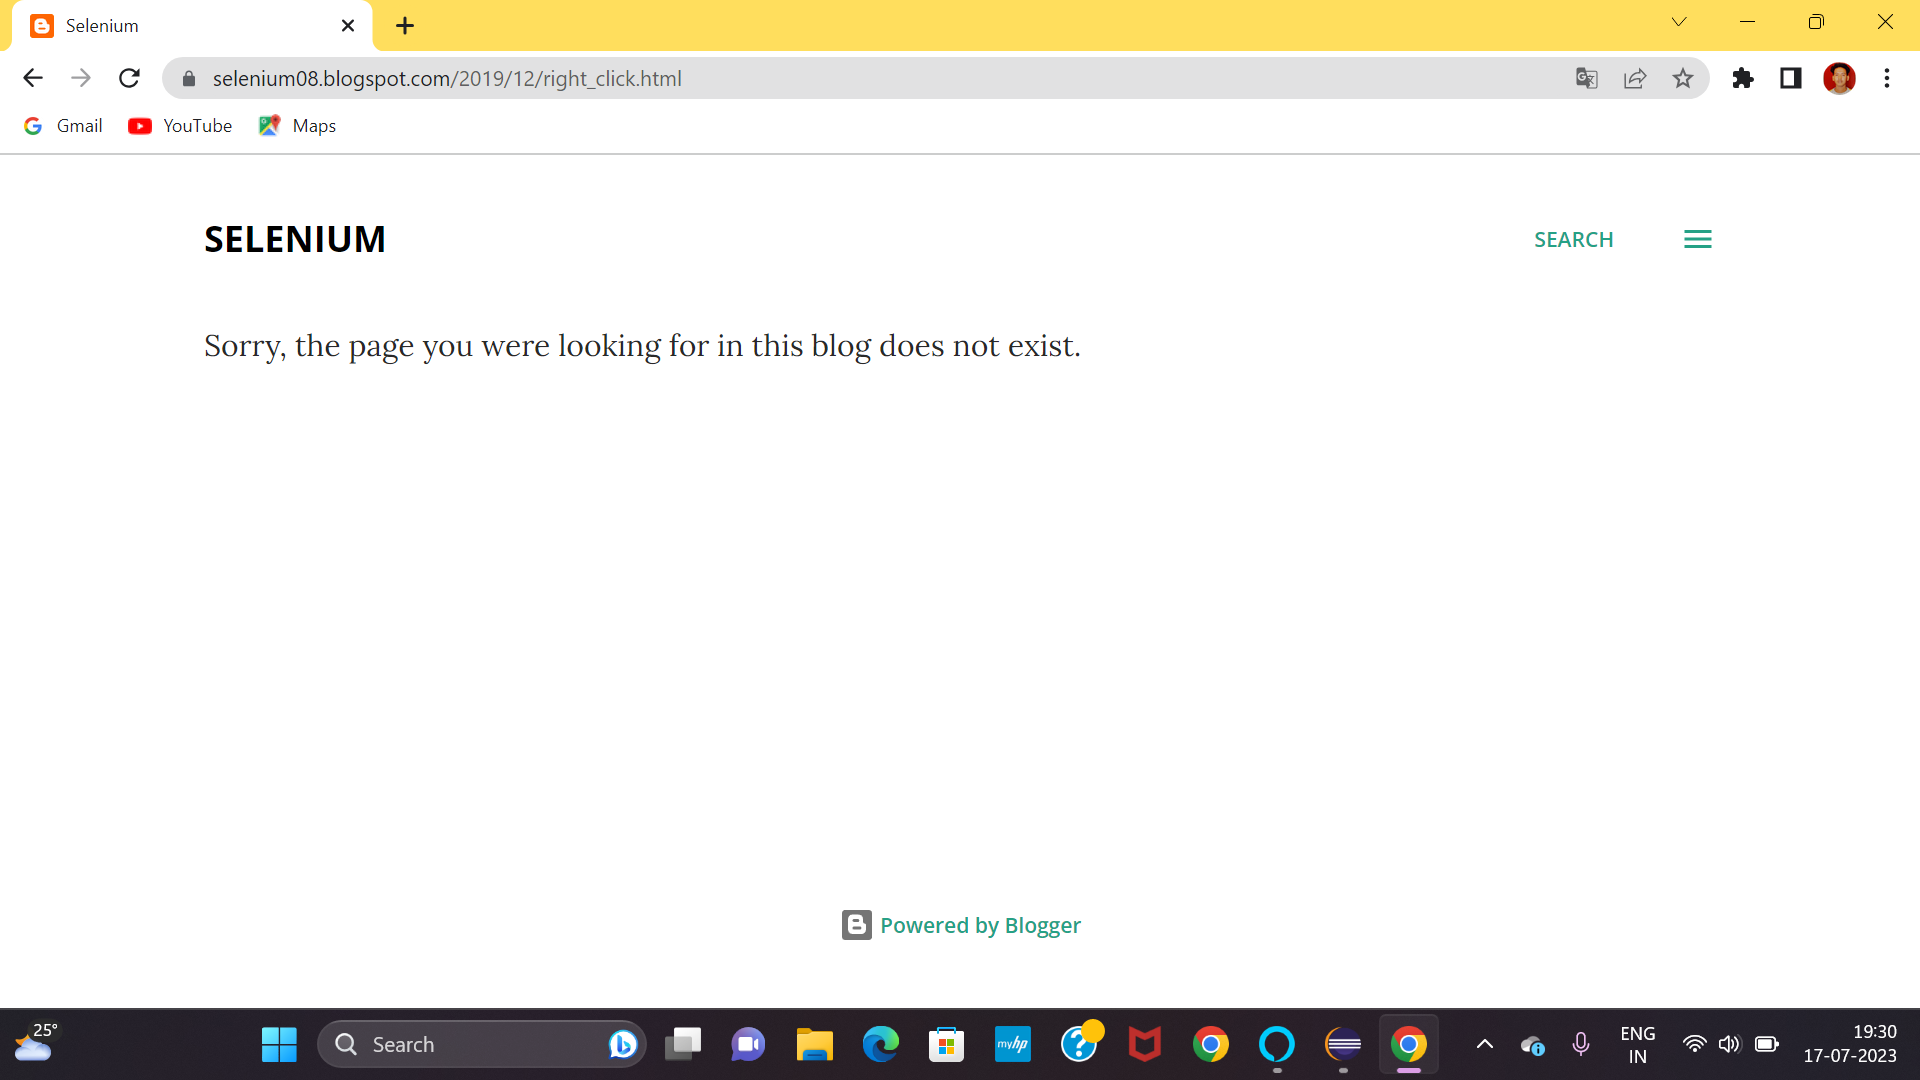 Selenium
selenium08.blogspot.com/2019/12/right_click.html
Gmail YouTube Maps
SELENIUM
SEARCH
Sorry, the page you were looking for in this blog does not exist.
Powered by Blogger
25°
Search
myhp
ENG
IN
19:30
17-07-2023